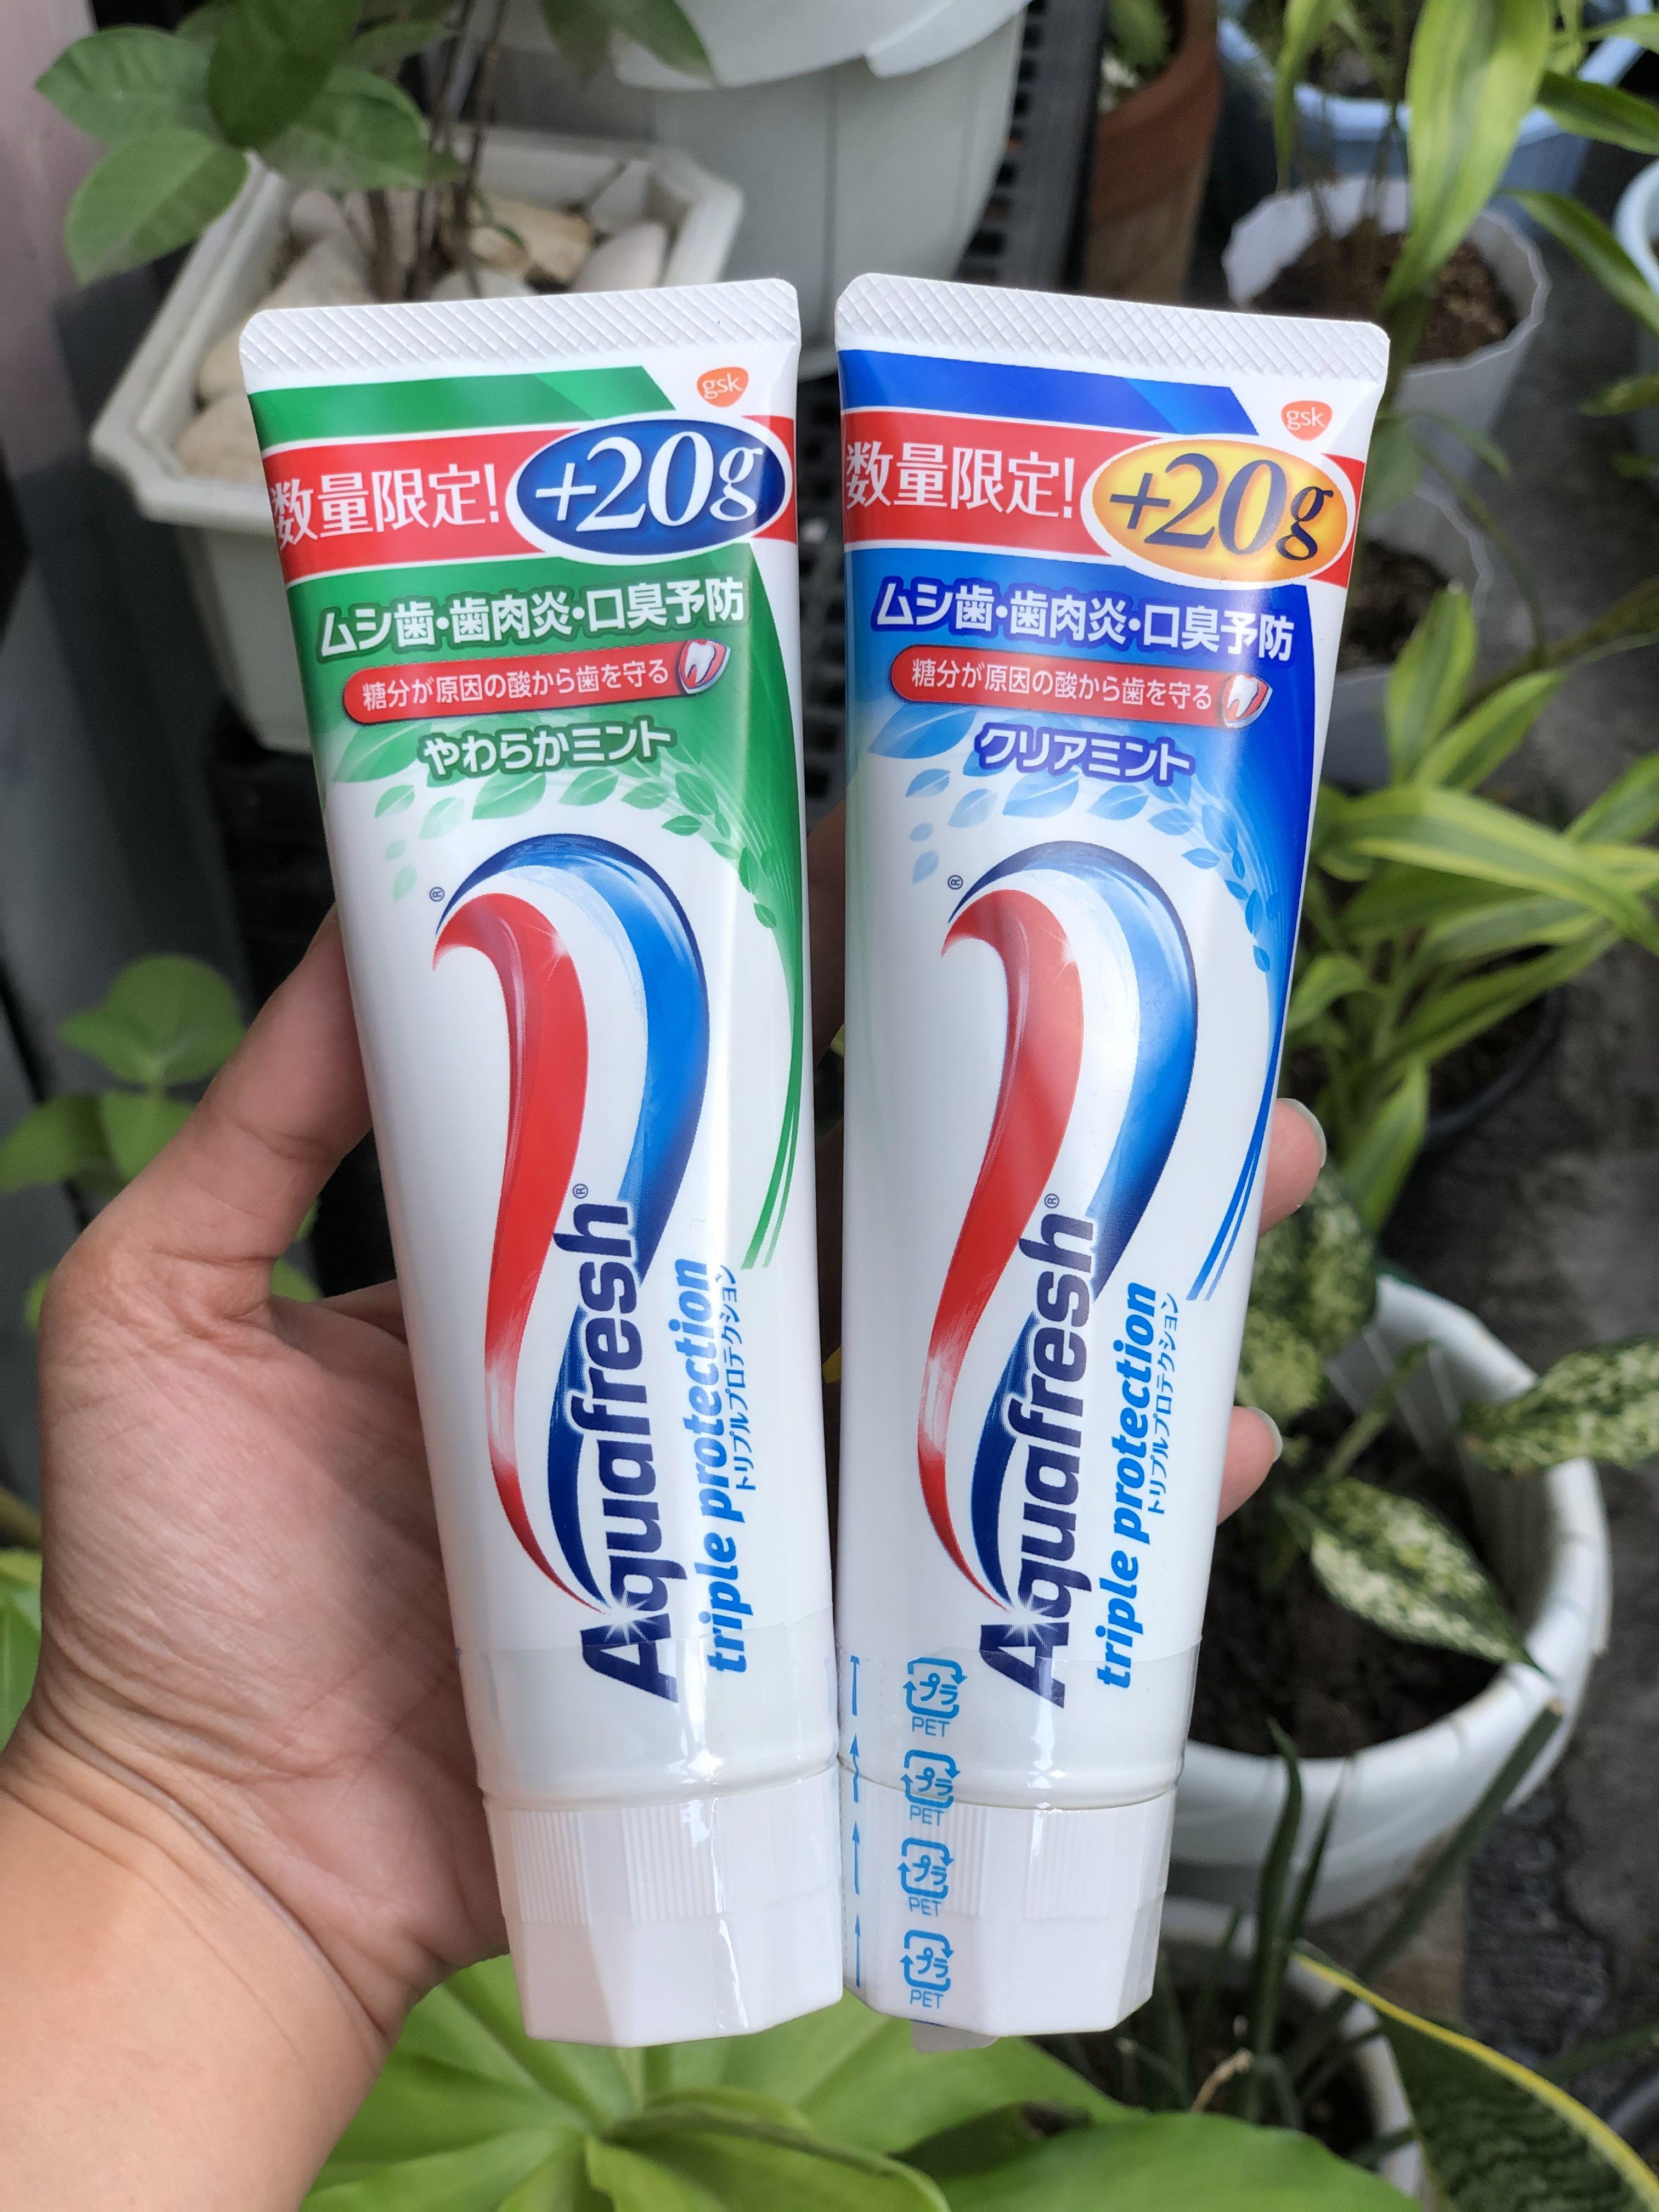 gsk
数量限定! +20g
ムシ歯・歯肉炎・口臭予防
糖分が原因の酸から歯を守る
やわらかミント
®
Aquafresh®
triple protection
トリプルプロテクション
gsk
数量限定! +20g
ムシ歯・歯肉炎・口臭予防
糖分が原因の酸から歯を守る
クリアミント
®
Aquafresh®
triple protection
トリプルプロテクション
プラ
PET
プラ
PET
プラ
PET
プラ
PET